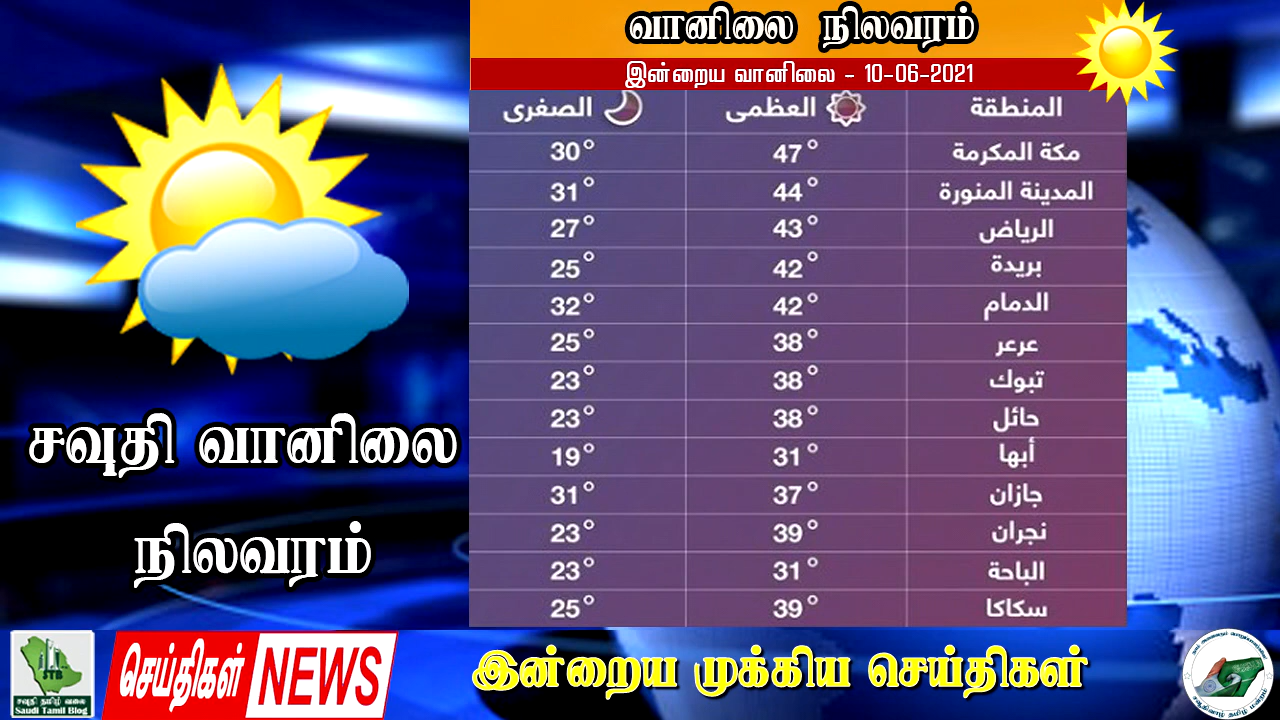 வானிலை நிலவரம்
இன்றைய வானிலை - 10-06-2021
المنطقة العظمى الصغرى
مكة المكرمة 47° 30°
المدينة المنورة 44° 31°
الرياض 43° 27°
بريدة 42° 25°
الدمام 42° 32°
عرعر 38° 25°
تبوك 38° 23°
حائل 38° 23°
أبها 31° 19°
جازان 37° 31°
نجران 39° 23°
الباحة 31° 23°
سكاكا 39° 25°
சவுதி வானிலை
நிலவரம்
STB
சவுதி தமிழ் வலை
Saudi Tamil Blog
செய்திகள் NEWS
இன்றைய முக்கிய செய்திகள்